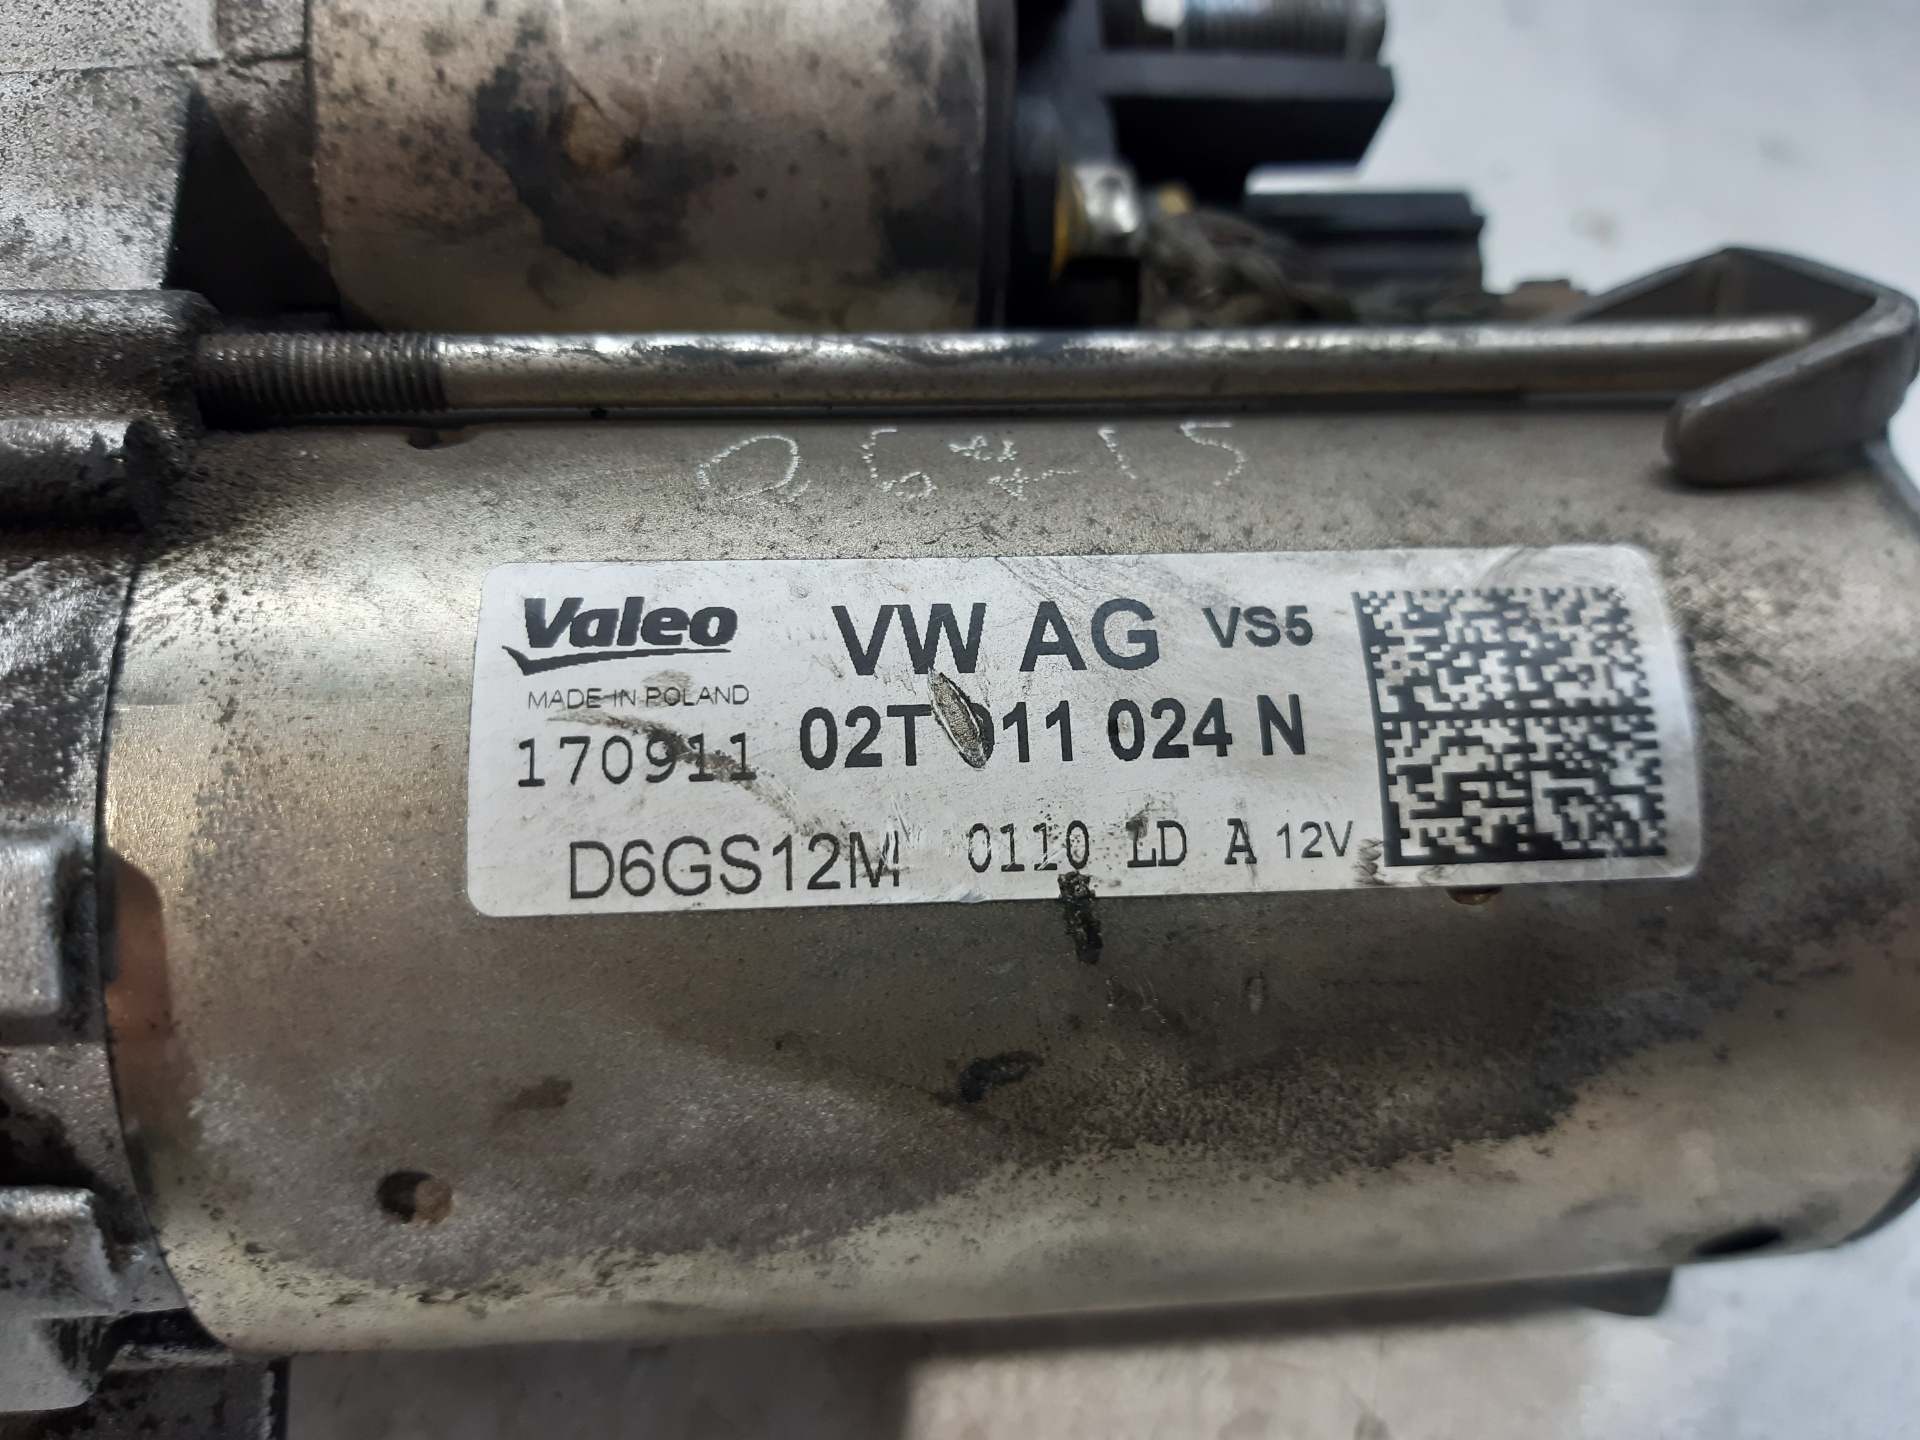 Valeo VW AG VS5
MADE IN POLAND
170911 02T 911 024 N
D6GS12M 0110 LD A 12V